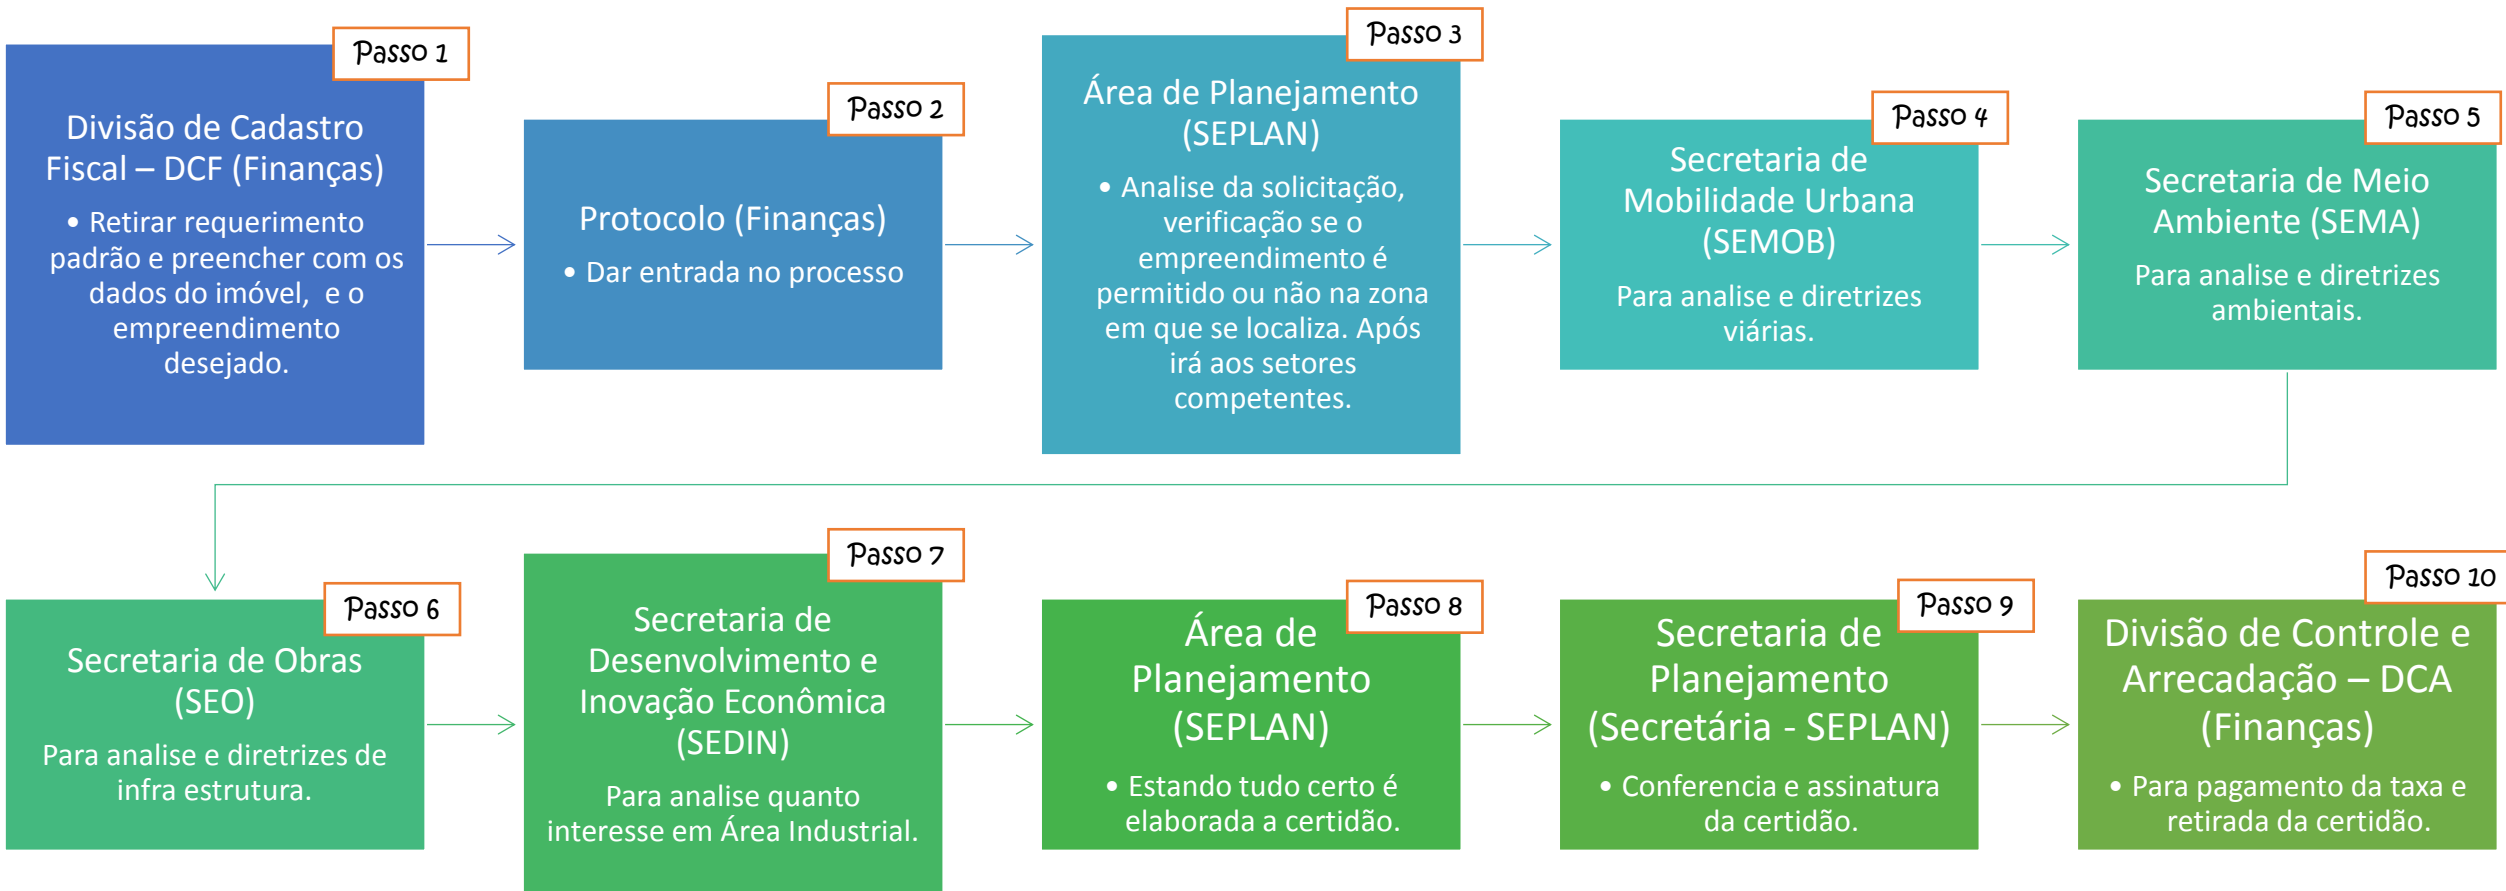 Passo 1
Divisão de Cadastro
Fiscal – DCF (Finanças)
• Retirar requerimento
padrão e preencher com os
dados do imóvel, e o
empreendimento
desejado.
Passo 2
Protocolo (Finanças)
• Dar entrada no processo
Passo 3
Área de Planejamento
(SEPLAN)
• Analise da solicitação,
verificação se o
empreendimento é
permitido ou não na zona
em que se localiza. Após
irá aos setores
competentes.
Passo 4
Secretaria de
Mobilidade Urbana
(SEMOB)
Para analise e diretrizes
viárias.
Passo 5
Secretaria de Meio
Ambiente (SEMA)
Para analise e diretrizes
ambientais.
Passo 6
Secretaria de Obras
(SEO)
Para analise e diretrizes de
infra estrutura.
Passo 7
Secretaria de
Desenvolvimento e
Inovação Econômica
(SEDIN)
Para analise quanto
interesse em Área Industrial.
Passo 8
Área de
Planejamento
(SEPLAN)
• Estando tudo certo é
elaborada a certidão.
Passo 9
Secretaria de
Planejamento
(Secretária - SEPLAN)
• Conferencia e assinatura
da certidão.
Passo 10
Divisão de Controle e
Arrecadação – DCA
(Finanças)
• Para pagamento da taxa e
retirada da certidão.